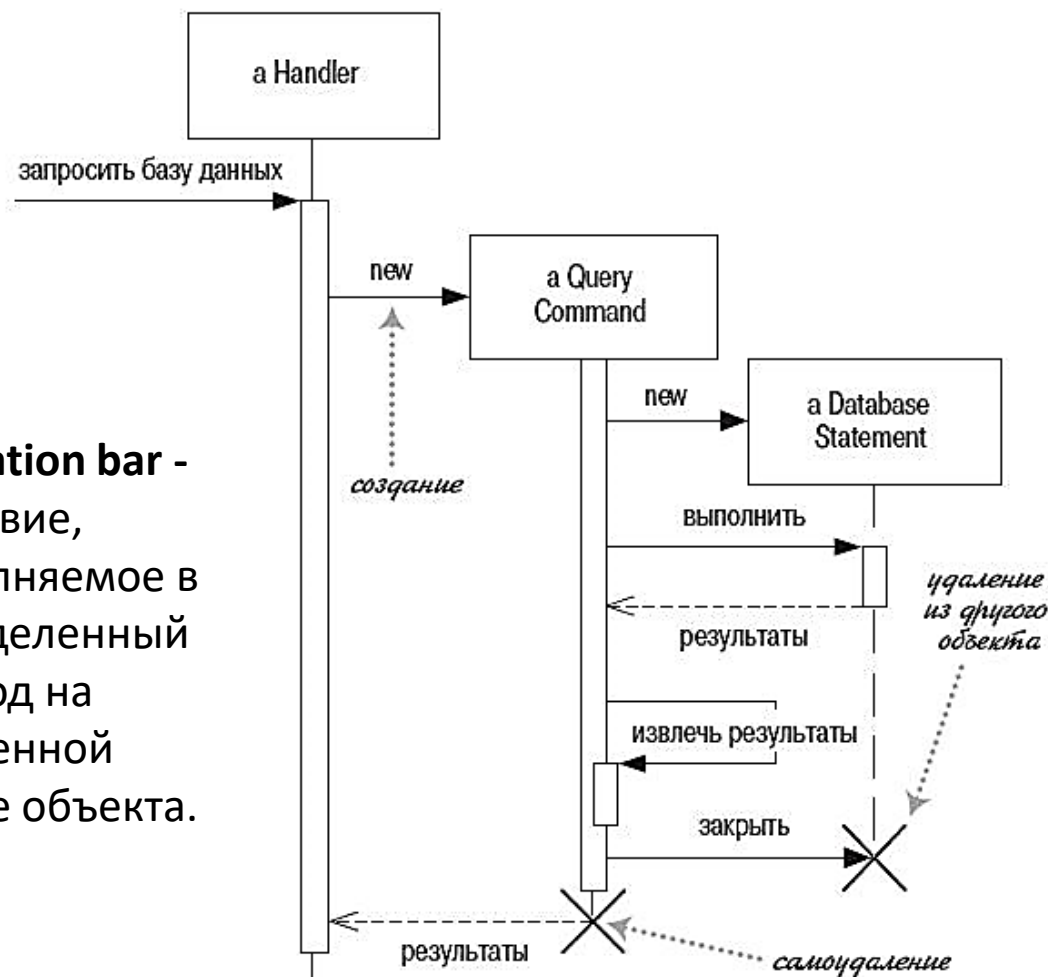 a Handler
запросить базу данных
new
a Query
Command
new
a Database
Statement
ation bar -
вие,
лняемое в
деленный
од на
енной
е объекта.
создание
выполнить
результаты
удаление
из другого
объекта
извлечь результаты
закрыть
результаты
самоудаление